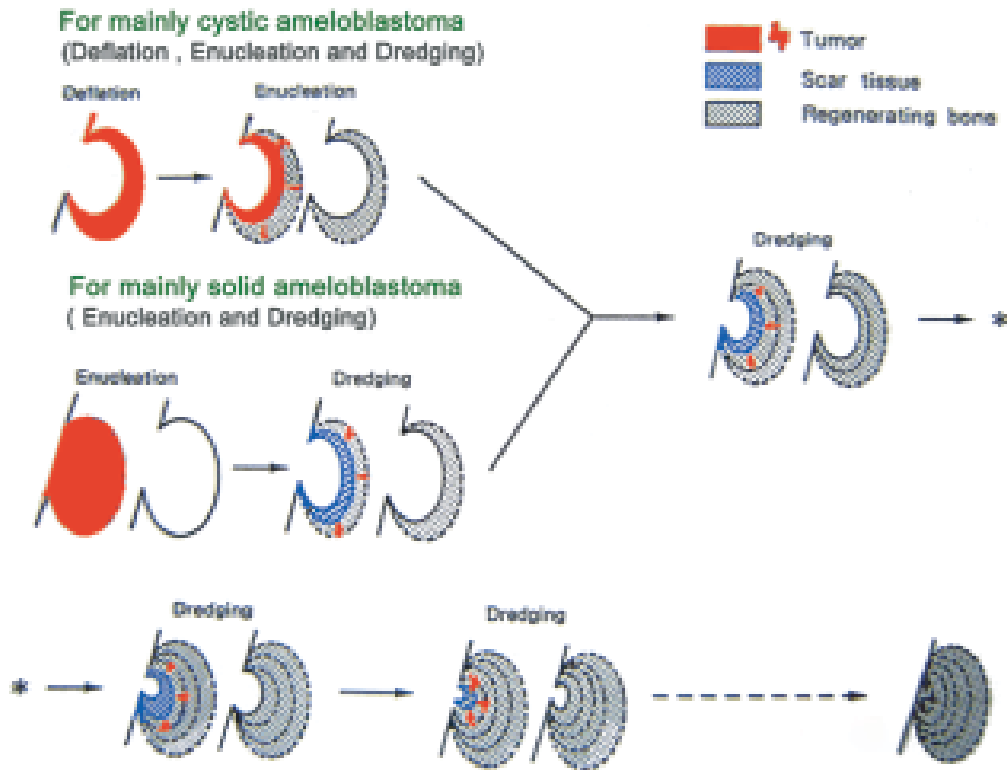 For mainly cystic ameloblastoma
(Deflation , Enucleation and Dredging)
Tumor
Scar tissue
Regenerating bone
Deflation
Enucleation
Dredging
*
For mainly solid ameloblastoma
( Enucleation and Dredging)
Enucleation
Dredging
Dredging
Dredging
*